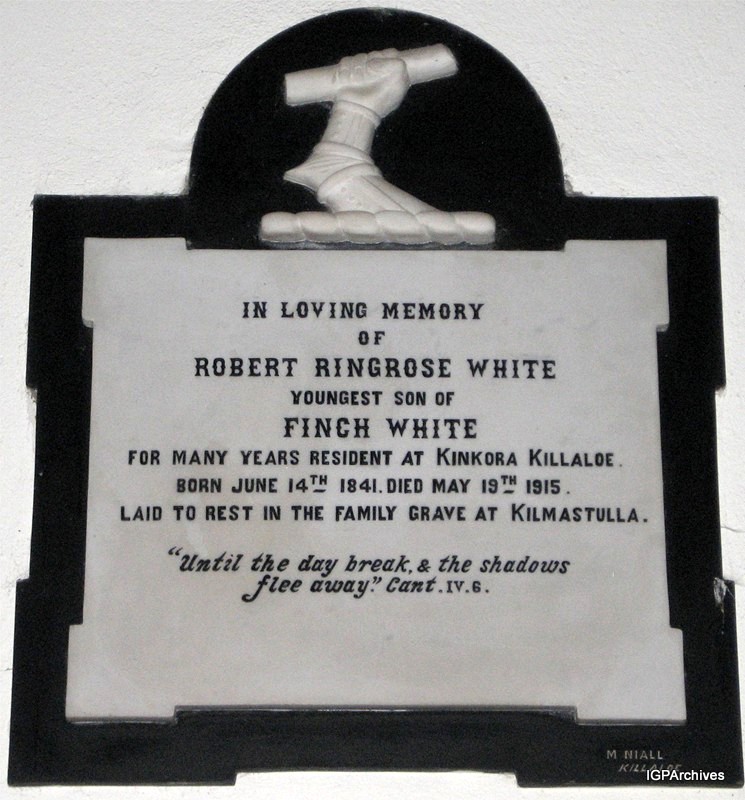 IN LOVING MEMORY
OF
ROBERT RINGROSE WHITE
YOUNGEST SON OF
FINCH WHITE
FOR MANY YEARS RESIDENT AT KINKORA KILLALOE.
BORN JUNE 14TH 1841. DIED MAY 19TH 1915.
LAID TO REST IN THE FAMILY GRAVE AT KILMASTULLA.
"Until the day break, & the shadows
flee away." Cant. IV. 6.
M NIALL
KILLALOE
IGPArchives